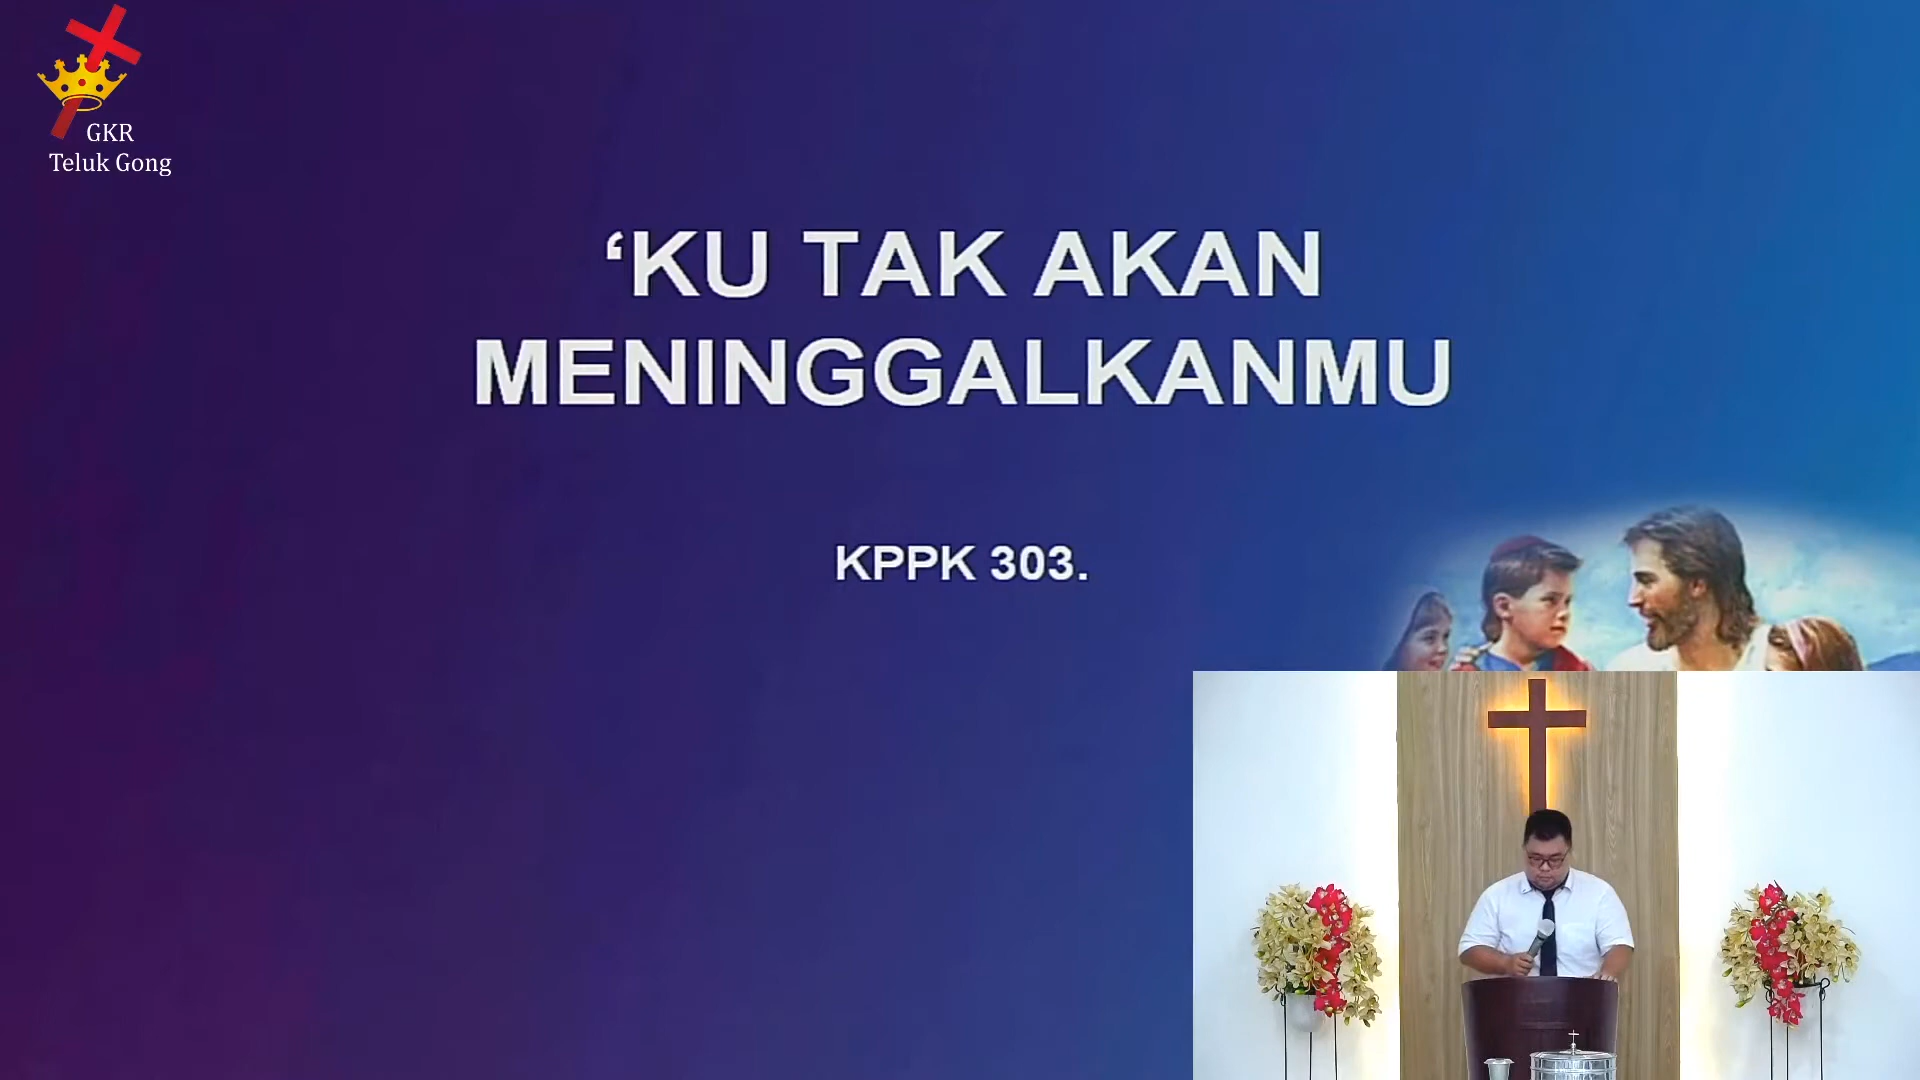 GKR
Teluk Gong
‘KU TAK AKAN
MENINGGALKANMU
KPPK 303.